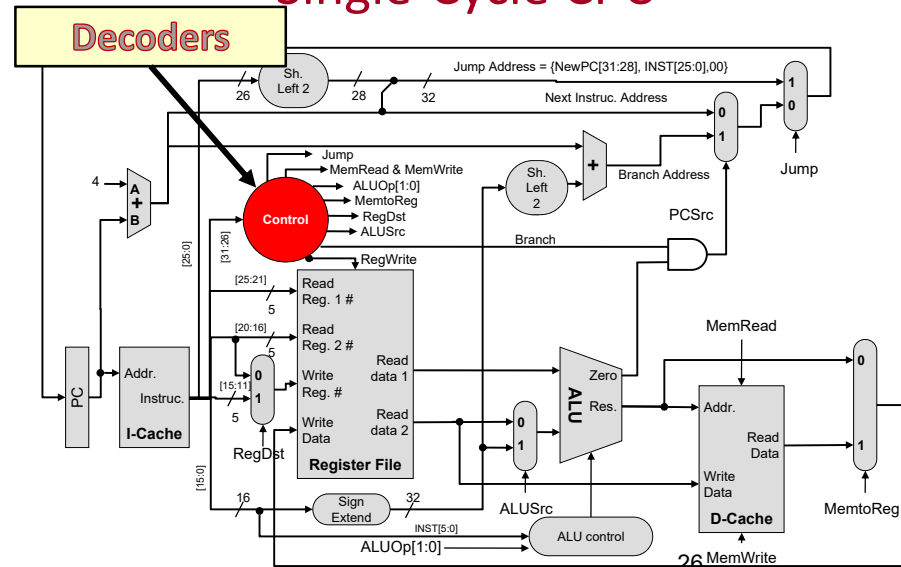 Single-Cycle CPU
Decoders
Sh.
Left 2
26
28
32
Jump Address = {NewPC[31:28], INST[25:0],00}
Next Instruc. Address
1
0
Jump
0
1
PCSrc
4
A
+
B
Control
Jump
MemRead & MemWrite
ALUOp[1:0]
MemtoReg
RegDst
ALUSrc
Branch
RegWrite
Sh.
Left
2
+
Branch Address
[25:0]
[31:26]
[25:21]
5
[20:16]
5
[15:11]
5
[15:0]
PC
Addr.
Instruc.
I-Cache
0
1
RegDst
Read
Reg. 1 #
Read
Reg. 2 #
Write
Reg. #
Write
Data
Read
data 1
Read
data 2
Register File
16
Sign
Extend
32
INST[5:0]
ALUOp[1:0]
ALU control
0
1
ALUSrc
ALU
Zero
Res.
MemRead
Addr.
Read
Data
Write
Data
D-Cache
MemWrite
0
1
MemtoReg
26